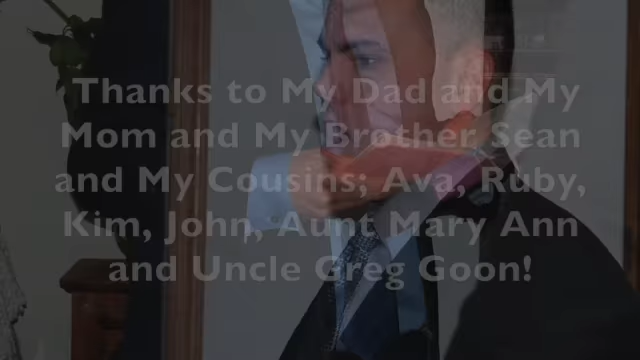 Thanks to My Dad and My
Mom and My Brother Sean
and My Cousins; Ava, Ruby,
Kim, John, Aunt Mary Ann
and Uncle Greg Goon!